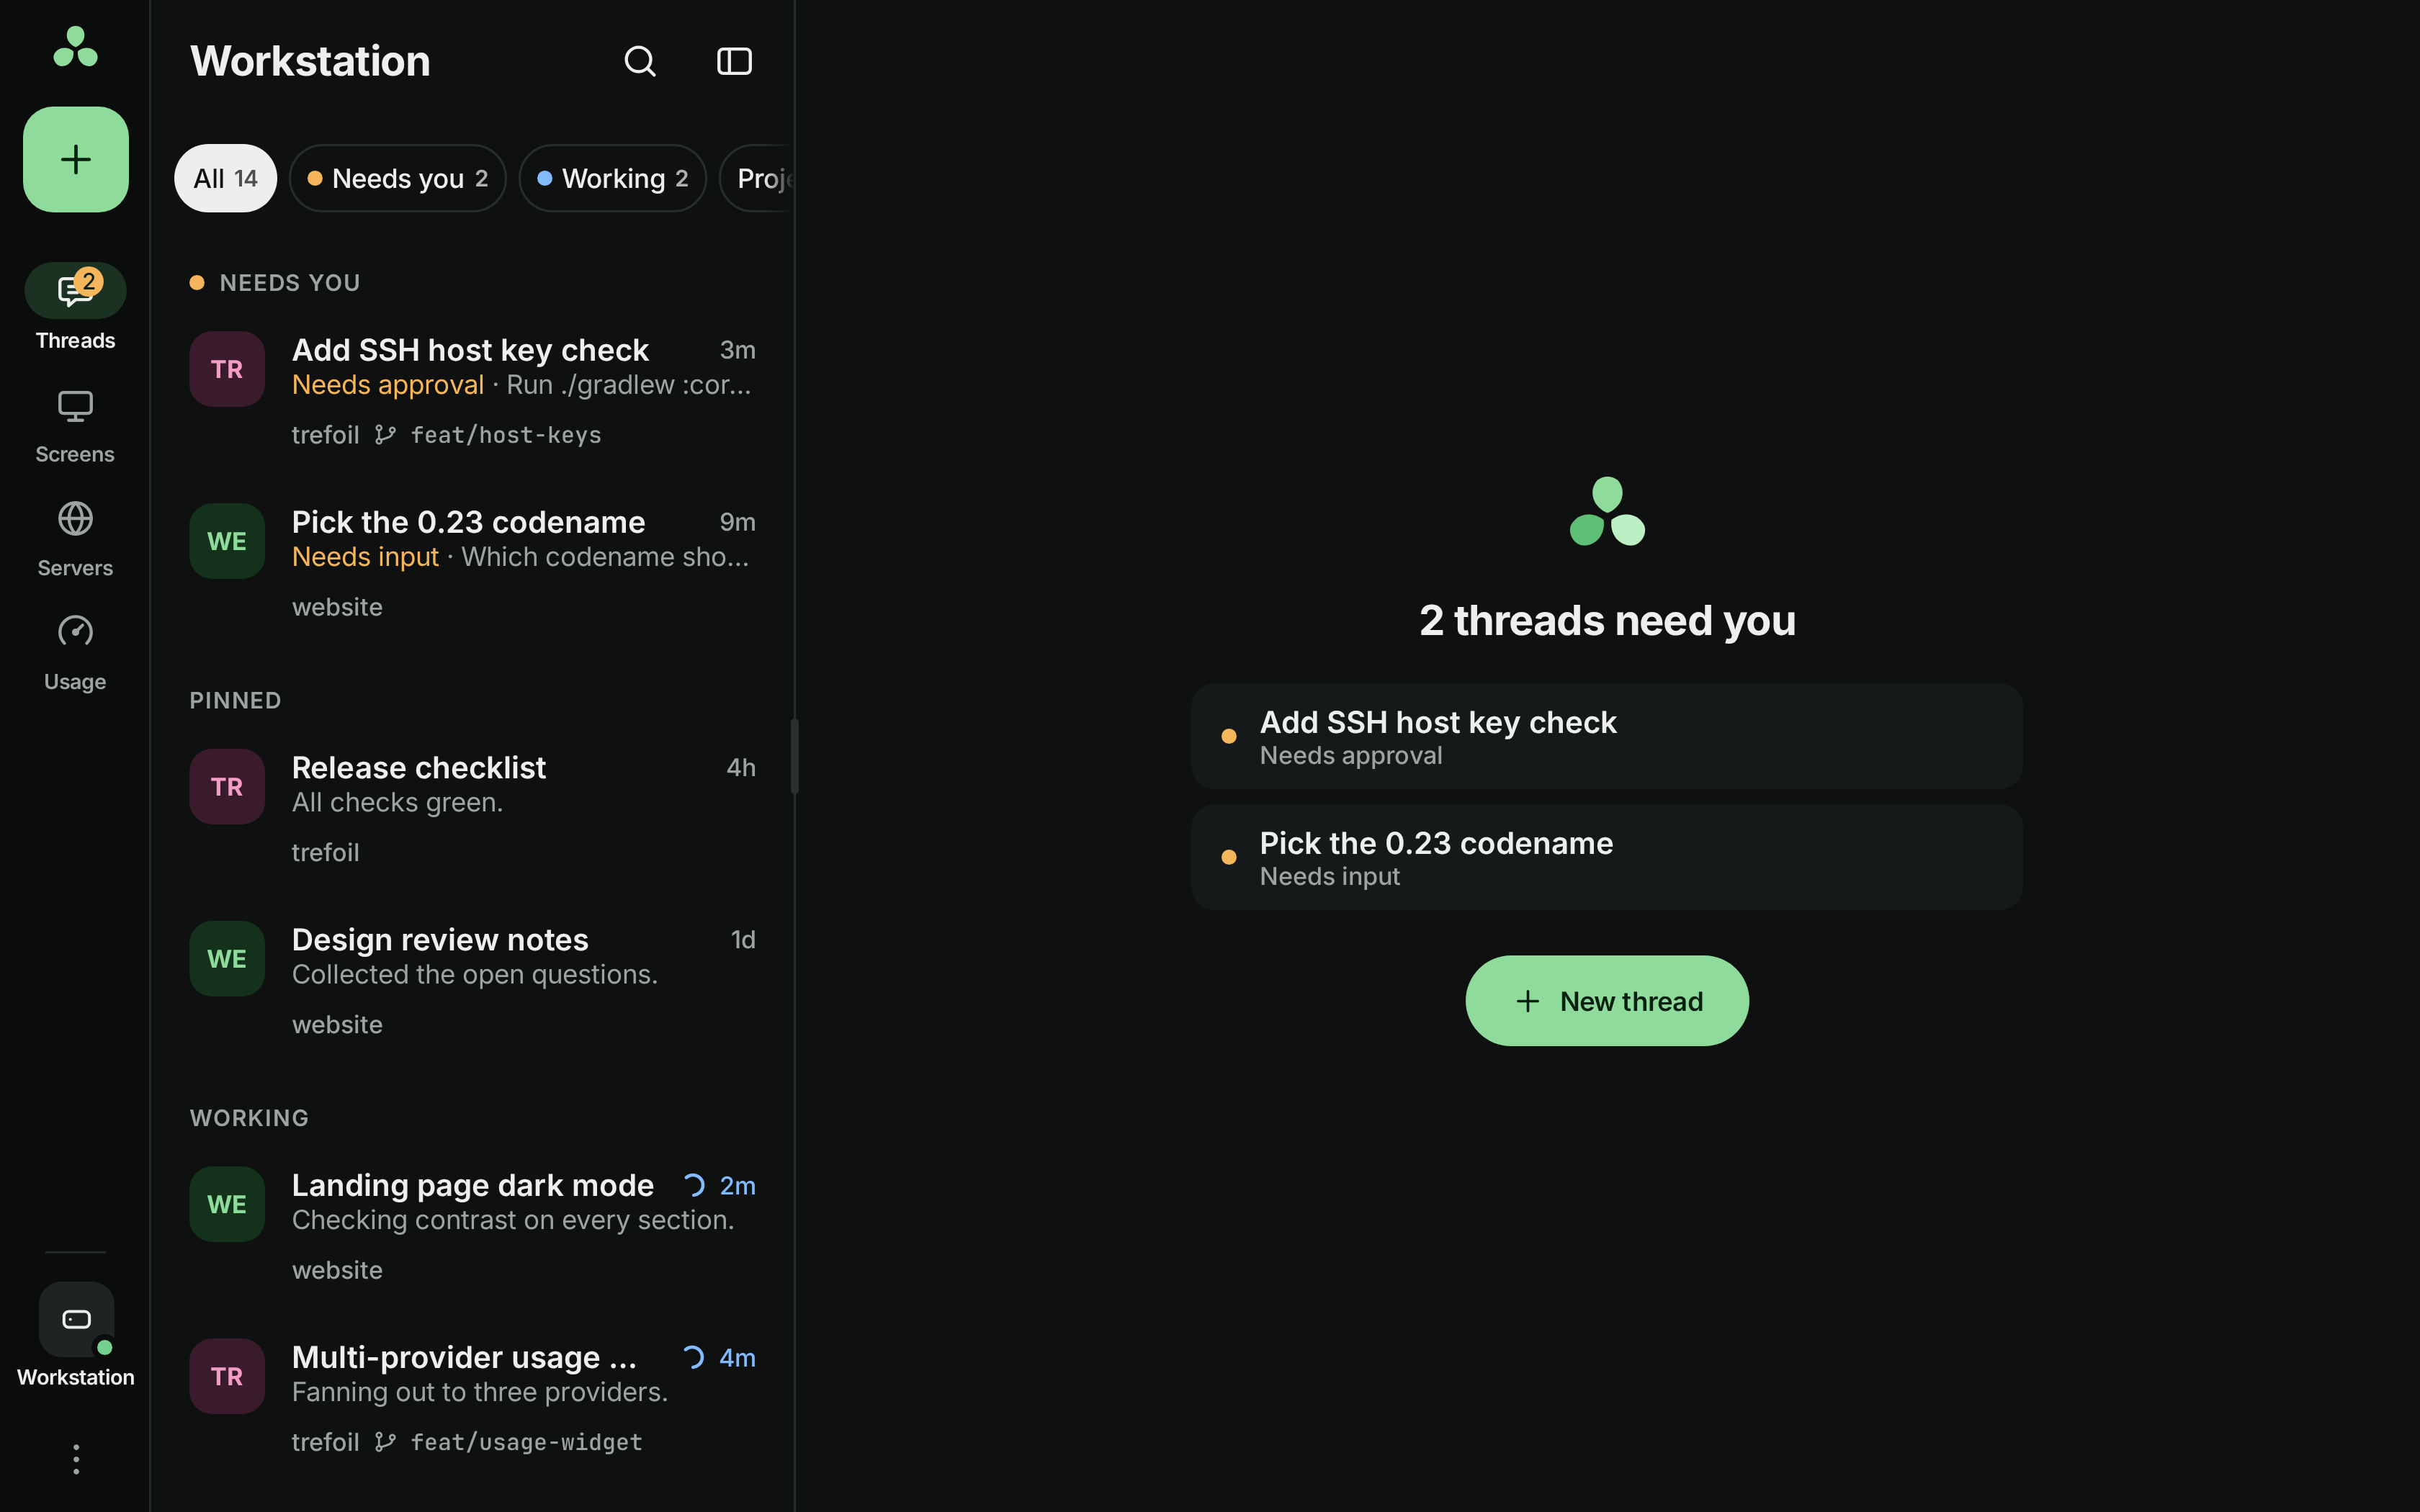 Workstation
All 14
Needs you 2
Working 2
Proje
2
Threads
Screens
Servers
Usage
Workstation
NEEDS YOU
TR
Add SSH host key check 3m
Needs approval · Run ./gradlew :cor...
trefoil feat/host-keys
WE
Pick the 0.23 codename 9m
Needs input · Which codename sho...
website
PINNED
TR
Release checklist 4h
All checks green.
trefoil
WE
Design review notes 1d
Collected the open questions.
website
WORKING
WE
Landing page dark mode 2m
Checking contrast on every section.
website
TR
Multi-provider usage ... 4m
Fanning out to three providers.
trefoil feat/usage-widget
2 threads need you
Add SSH host key check
Needs approval
Pick the 0.23 codename
Needs input
New thread